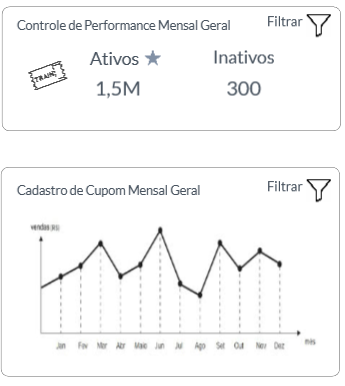 Controle de Performance Mensal Geral
Filtrar
Ativos
Inativos
TRAIN
1,5M
300
Cadastro de Cupom Mensal Geral
Filtrar
vendas (R$)
Jan Fev Mar Abr Maio Jun Jul Ago Set Out Nov Dez
mês